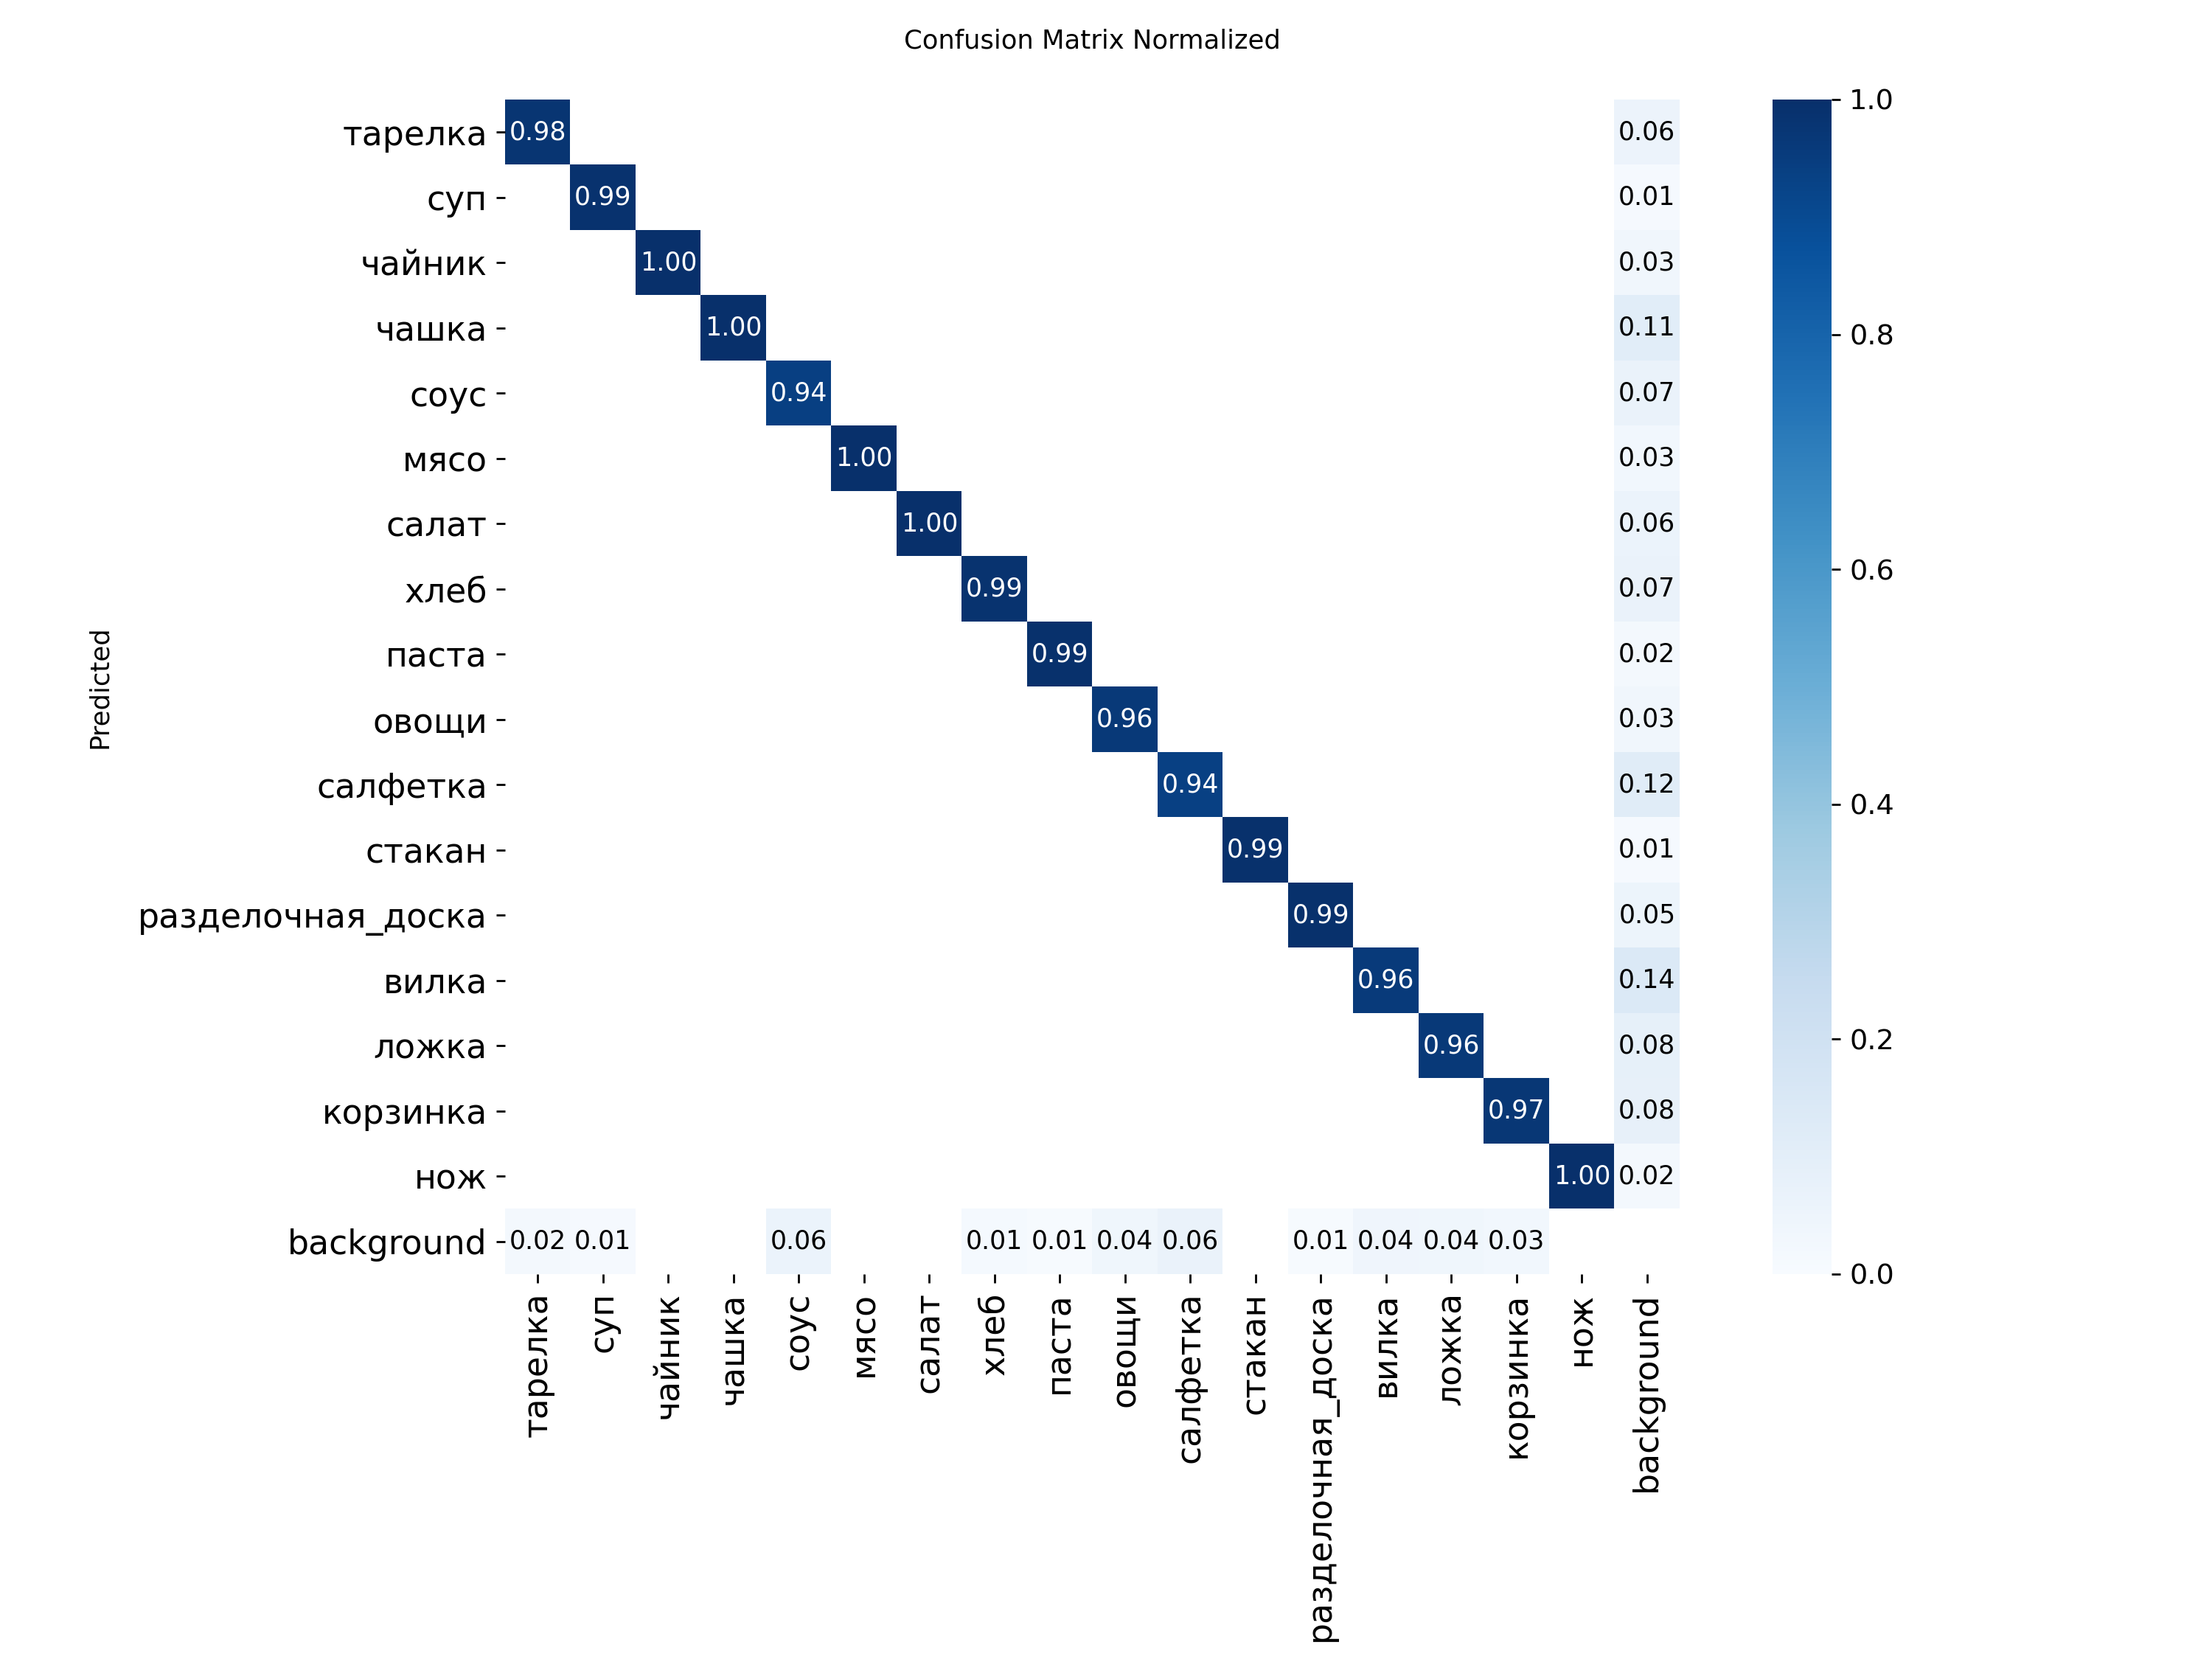 Confusion Matrix Normalized
тарелка 0.98 0.06 1.0
суп 0.99 0.01
чайник 1.00 0.03
чашка 1.00 0.11 0.8
соус 0.94 0.07
мясо 1.00 0.03
салат 1.00 0.06
хлеб 0.99 0.07 0.6
паста 0.99 0.02
овощи 0.96 0.03
салфетка 0.94 0.12 0.4
стакан 0.99 0.01
разделочная_доска 0.99 0.05
вилка 0.96 0.14
ложка 0.96 0.08 0.2
корзинка 0.97 0.08
нож 1.00 0.02
background 0.02 0.01 0.06 0.01 0.01 0.04 0.06 0.01 0.04 0.04 0.03 0.0
Predicted
тарелка
суп
чайник
чашка
соус
мясо
салат
хлеб
паста
овощи
салфетка
стакан
разделочная_доска
вилка
ложка
корзинка
нож
background